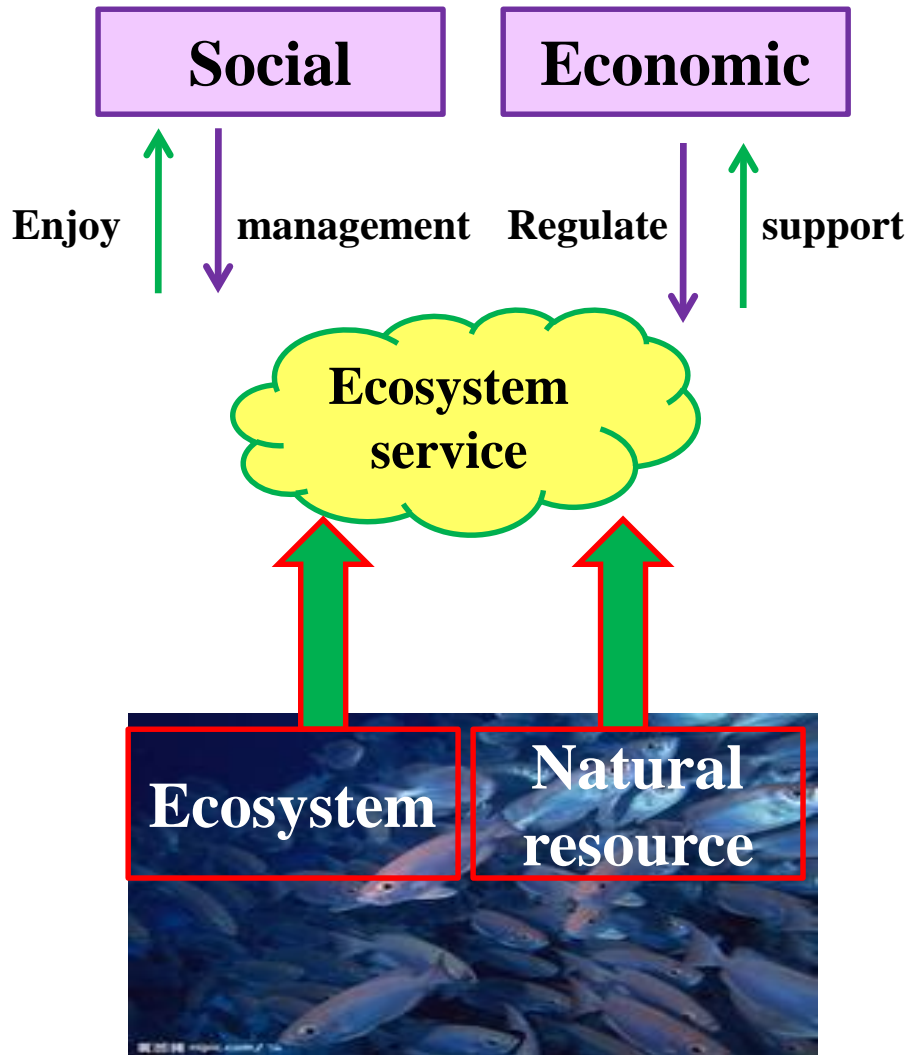 Social
Economic
Enjoy
management
Regulate
support
Ecosystem
service
Ecosystem
Natural
resource